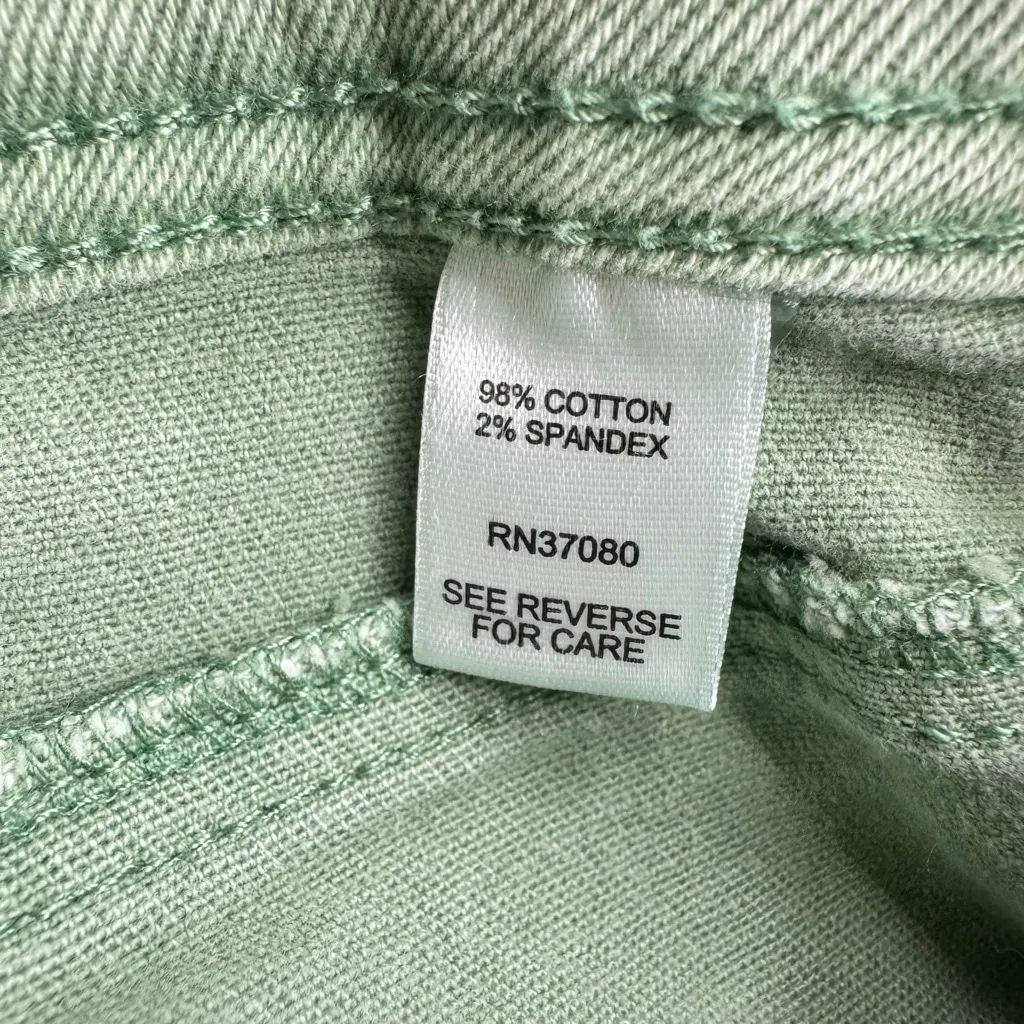 98% COTTON
2% SPANDEX
RN37080
SEE REVERSE
FOR CARE